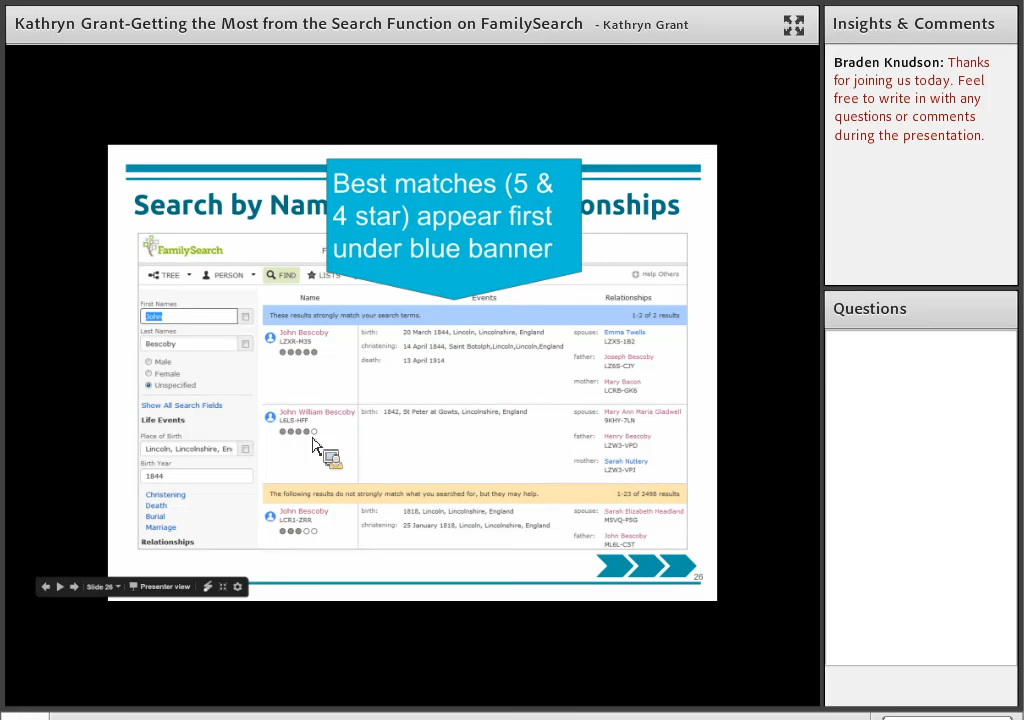 Kathryn Grant-Getting the Most from the Search Function on FamilySearch - Kathryn Grant
Insights & Comments
Braden Knudson: Thanks
for joining us today. Feel
free to write in with any
questions or comments
during the presentation.
Questions
Best matches (5 &
4 star) appear first
under blue banner
Search by Nam
onships
FamilySearch
F
TREE
PERSON
FIND
LISTS
Help Others
Name
Events
Relationships
First Names
John
Last Names
Bescoby
Male
Female
Unspecified
Show All Search Fields
Life Events
Place of Birth
Lincoln, Lincolnshire, En
Birth Year
1844
Christening
Death
Burial
Marriage
Relationships
These results strongly match your search terms.
1-2 of 2 results
John Bescoby
LZXR-M3S
birth: 20 March 1844, Lincoln, Lincolnshire, England
christening: 14 April 1844, Saint Botolph,Lincoln,Lincoln,England
death: 13 April 1914
spouse: Emma Twells
LZXS-1B2
father: Joseph Bescoby
LZ6S-CJY
mother: Mary Bacon
LCRB-GK6
John William Bescoby
L6LS-HFF
birth: 1842, St Peter at Gowts, Lincolnshire, England
spouse: Mary Ann Maria Gladwell
9KHY-7LN
father: Henry Bescoby
LZW3-VPD
mother: Sarah Nuttery
LZW3-VPJ
The following results do not strongly match what you searched for, but they may help.
1-23 of 2498 results
John Bescoby
LCR1-ZRR
birth: 1818, Lincoln, Lincolnshire, England
christening: 25 January 1818, Lincoln, Lincolnshire, England
spouse: Sarah Elizabeth Headland
MSVQ-PSG
father: John Bescoby
ML6L-C5T
26
Slide 26
Presenter view